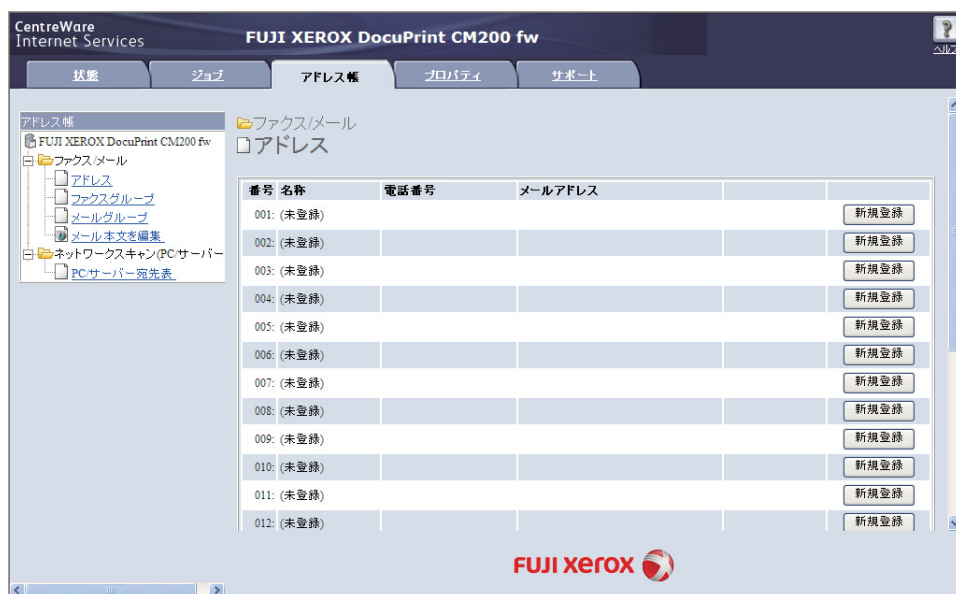 CentreWare
Internet Services
FUJI XEROX DocuPrint CM200 fw
ヘルプ
状態 ジョブ アドレス帳 プロパティ サポート
アドレス帳
FUJI XEROX DocuPrint CM200 fw
ファクス/メール
アドレス
ファクスグループ
メールグループ
メール本文を編集
ネットワークスキャン(PC/サーバー
PC/サーバー宛先表
ファクス/メール
アドレス
番号 名称 電話番号 メールアドレス
001: (未登録) 新規登録
002: (未登録) 新規登録
003: (未登録) 新規登録
004: (未登録) 新規登録
005: (未登録) 新規登録
006: (未登録) 新規登録
007: (未登録) 新規登録
008: (未登録) 新規登録
009: (未登録) 新規登録
010: (未登録) 新規登録
011: (未登録) 新規登録
012: (未登録) 新規登録
FUJI xerox